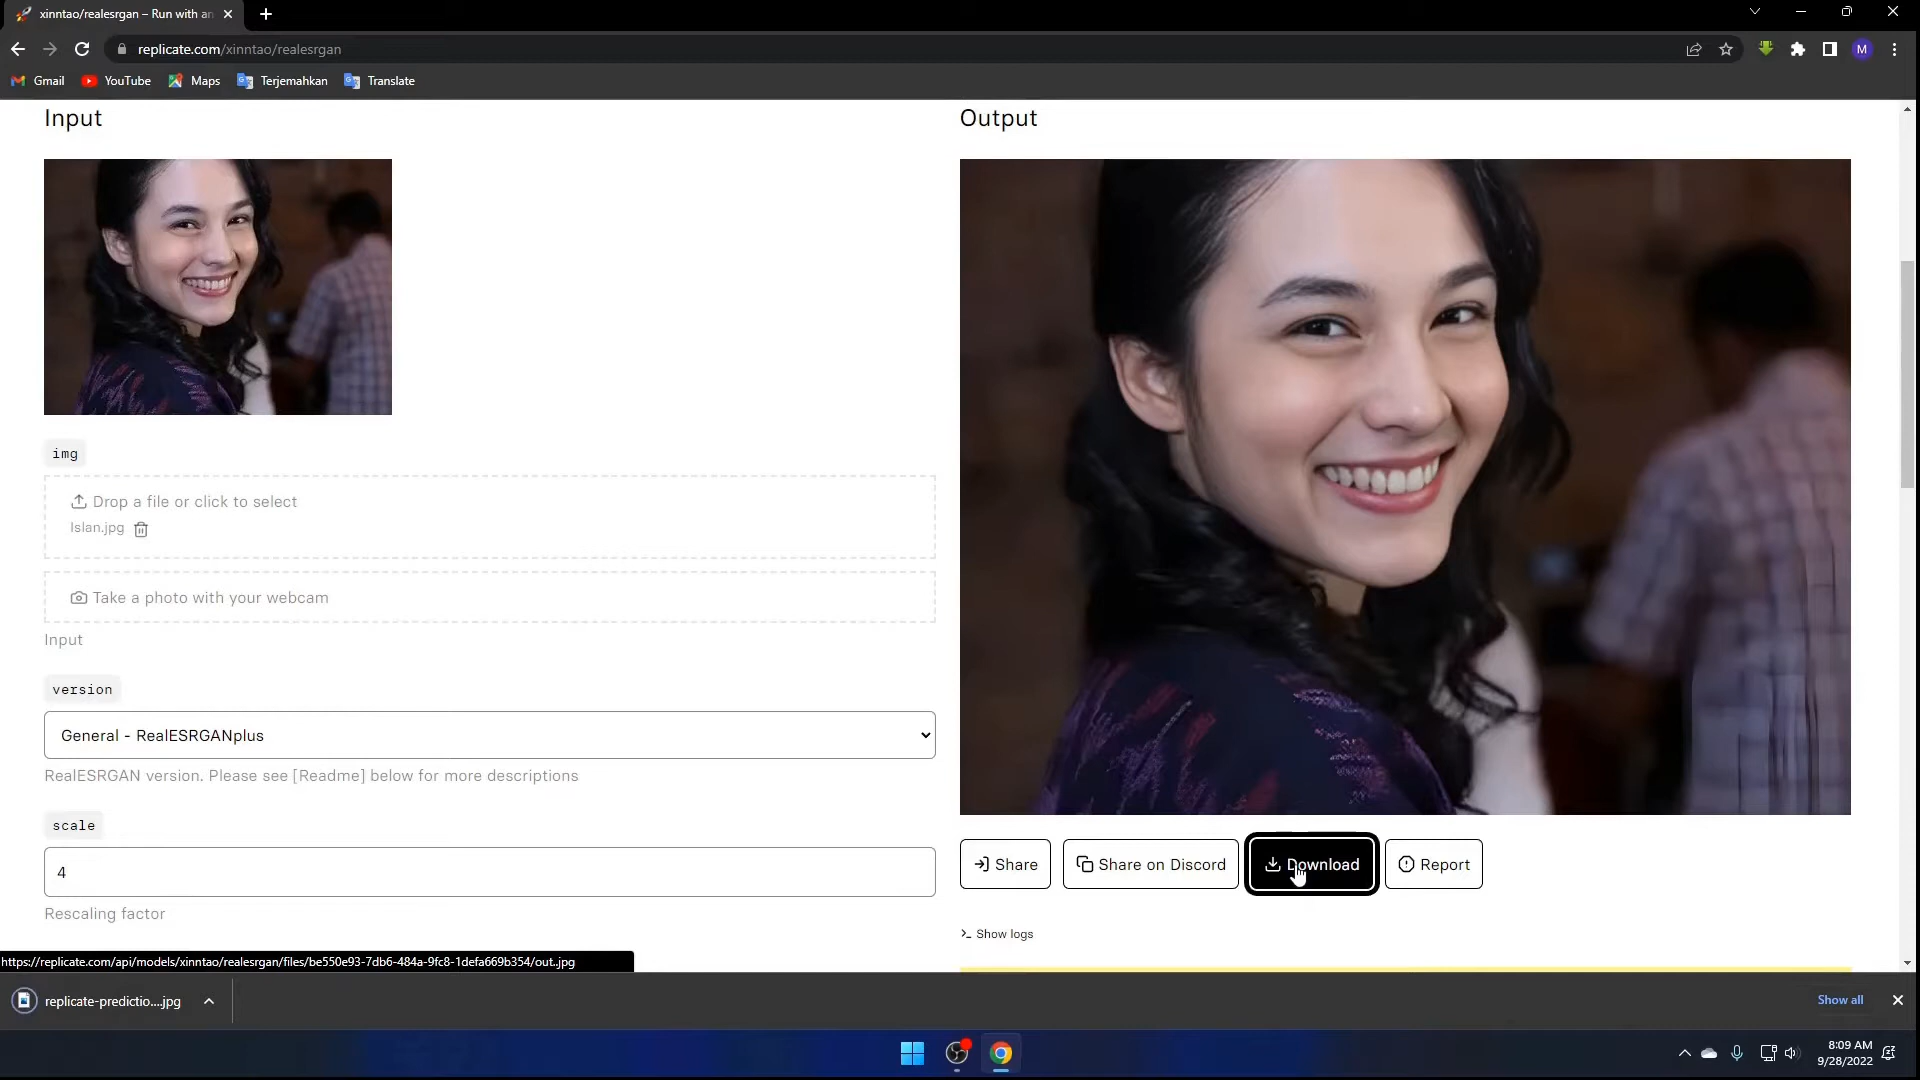 xinntao/realesrgan – Run with an
replicate.com/xinntao/realesrgan
M
Gmail
YouTube
Maps
Terjemahkan
Translate
Input
Output
img
Drop a file or click to select
Islan.jpg
Take a photo with your webcam
Input
version
General - RealESRGANplus
RealESRGAN version. Please see [Readme] below for more descriptions
scale
4
Rescaling factor
Share
Share on Discord
Download
Report
>_ Show logs
https://replicate.com/api/models/xinntao/realesrgan/files/be550e93-7db6-484a-9fc8-1defa669b354/out..jpg
replicate-predictio....jpg
Show all
8:09 AM
9/28/2022